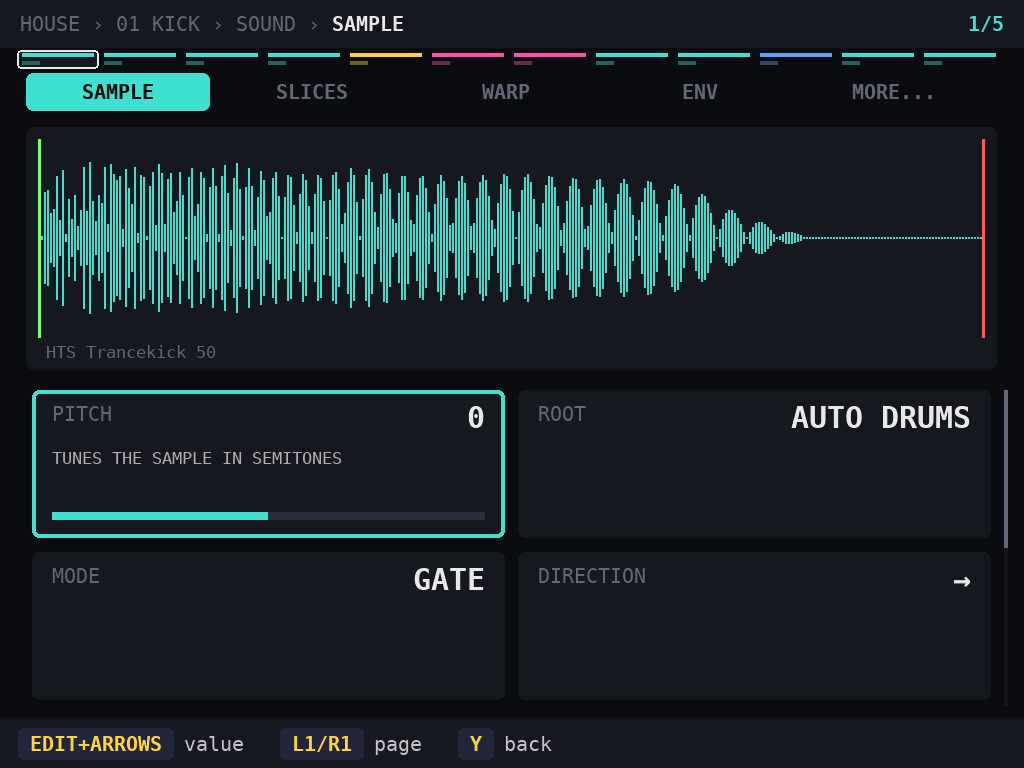 HOUSE › 01 KICK › SOUND › SAMPLE 1/5
SAMPLE SLICES WARP ENV MORE...
HTS Trancekick 50
PITCH 0
TUNES THE SAMPLE IN SEMITONES
ROOT AUTO DRUMS
MODE GATE
DIRECTION →
EDIT+ARROWS value L1/R1 page Y back